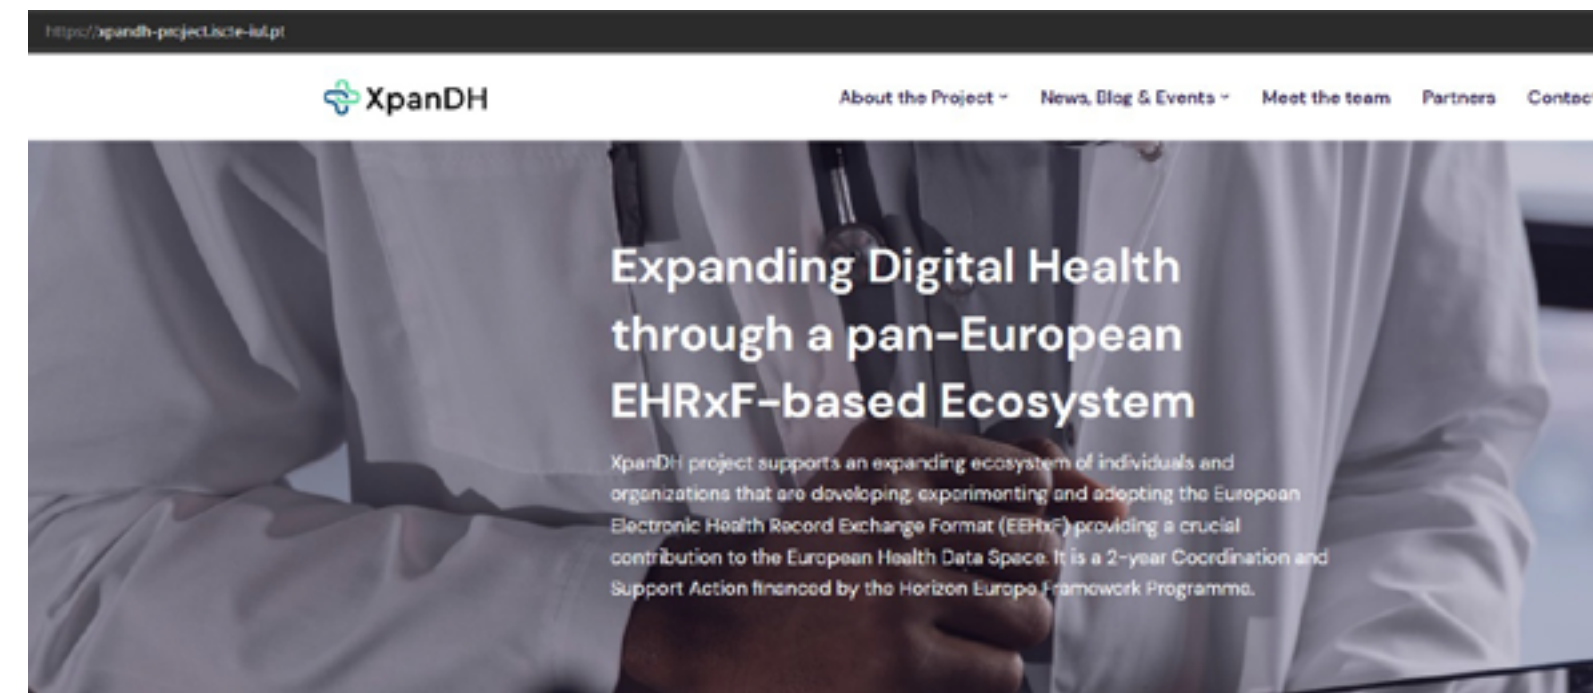 https://xpandh-project.iscte-iul.pt
XpanDH
About the Project
News, Blog & Events
Meet the team
Partners
Contac
Expanding Digital Health
through a pan-European
EHRxF-based Ecosystem
XpanDH project supports an expanding ecosystem of individuals and
organizations that are developing, experimenting and adopting the European
Electronic Health Record Exchange Format (EEHRxF) providing a crucial
contribution to the European Health Data Space. It is a 2-year Coordination and
Support Action financed by the Horizon Europe Framework Programme.